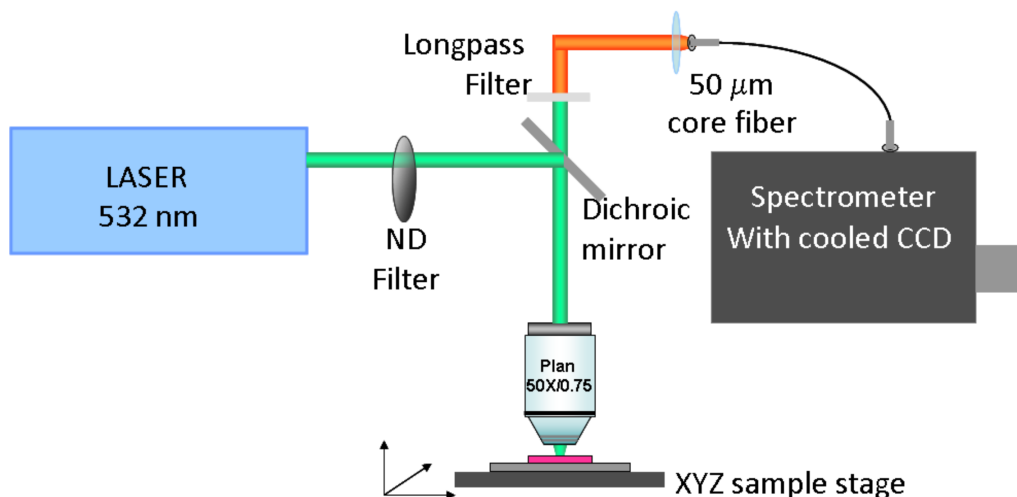 Longpass
Filter
50 μm
core fiber
LASER
532 nm
ND
Filter
Dichroic
mirror
Spectrometer
With cooled CCD
Plan
50X/0.75
XYZ sample stage